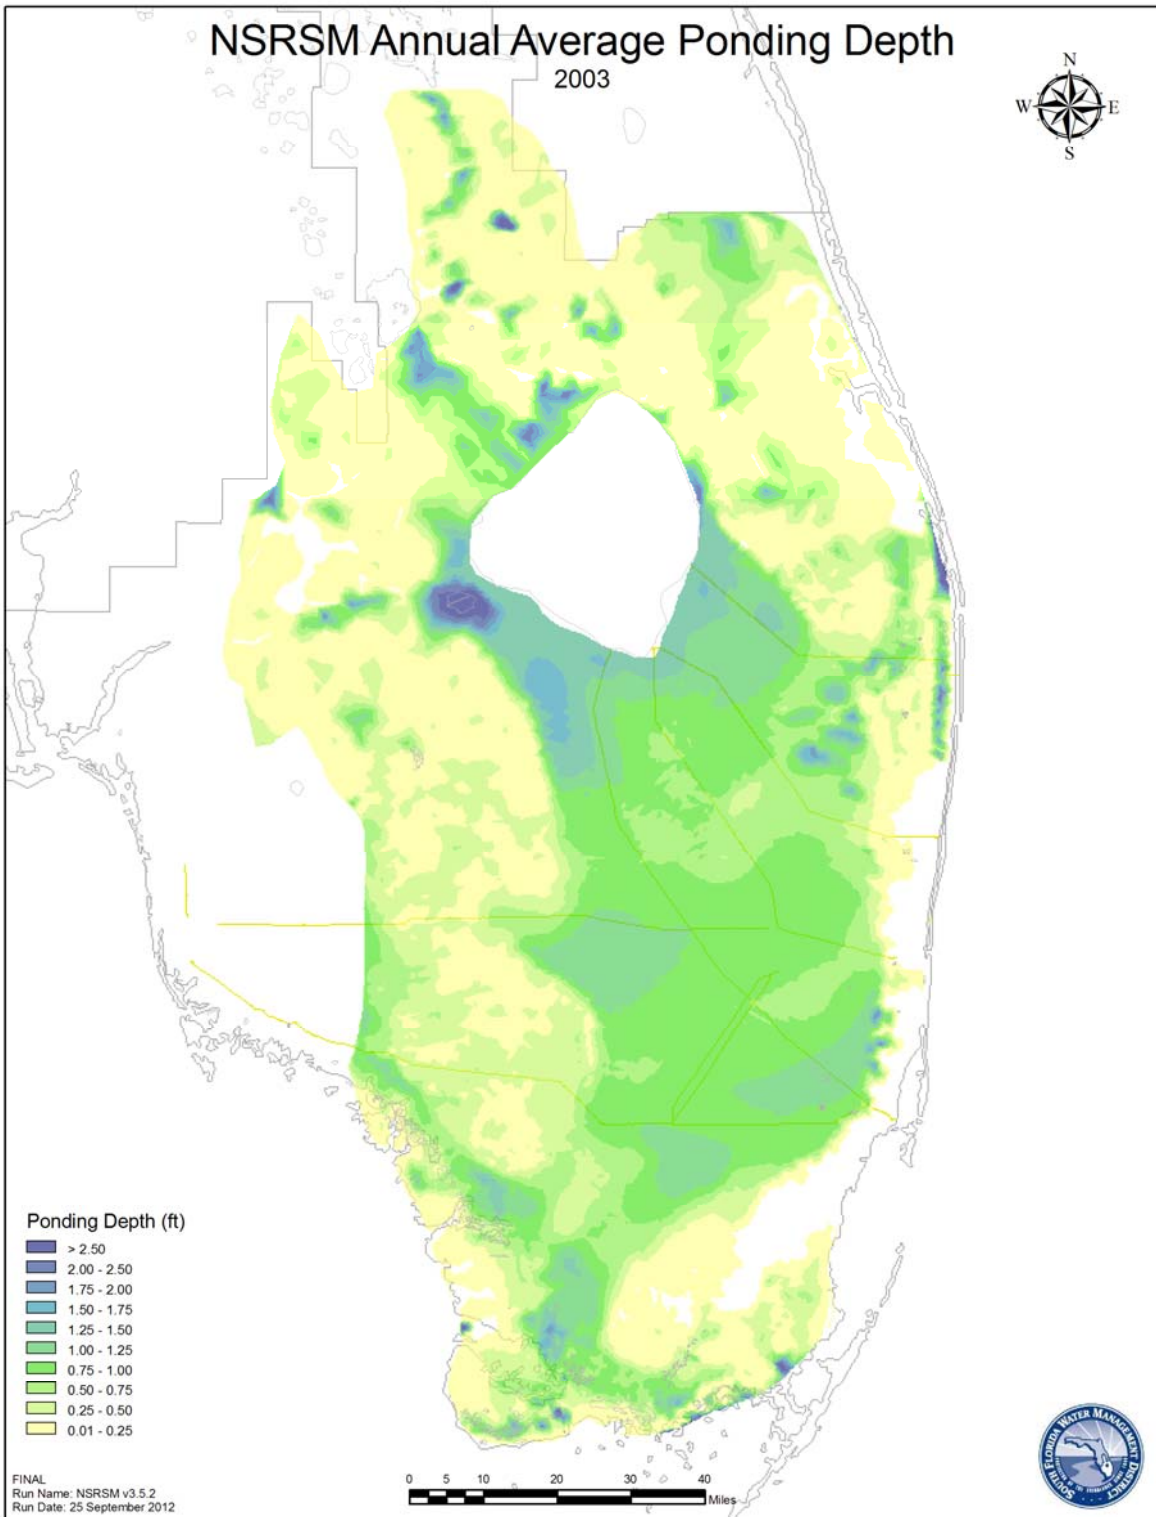 NSRSM Annual Average Ponding Depth
2003
N
W E
S
Ponding Depth (ft)
> 2.50
2.00 - 2.50
1.75 - 2.00
1.50 - 1.75
1.25 - 1.50
1.00 - 1.25
0.75 - 1.00
0.50 - 0.75
0.25 - 0.50
0.01 - 0.25
FINAL
Run Name: NSRSM v3.5.2
Run Date: 25 September 2012
0 5 10 20 30 40
Miles
SOUTH FLORIDA WATER MANAGEMENT DISTRICT